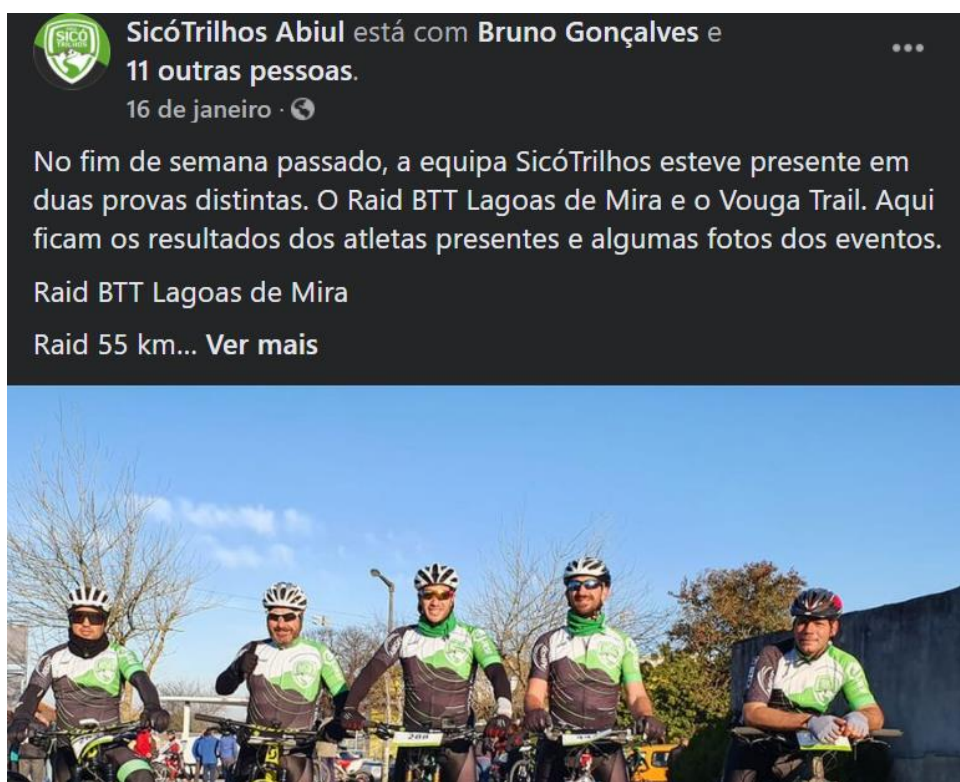 SICÓ
TRILHOS
SicóTrilhos Abiul está com Bruno Gonçalves e
11 outras pessoas.
16 de janeiro ·
No fim de semana passado, a equipa SicóTrilhos esteve presente em
duas provas distintas. O Raid BTT Lagoas de Mira e o Vouga Trail. Aqui
ficam os resultados dos atletas presentes e algumas fotos dos eventos.
Raid BTT Lagoas de Mira
Raid 55 km... Ver mais